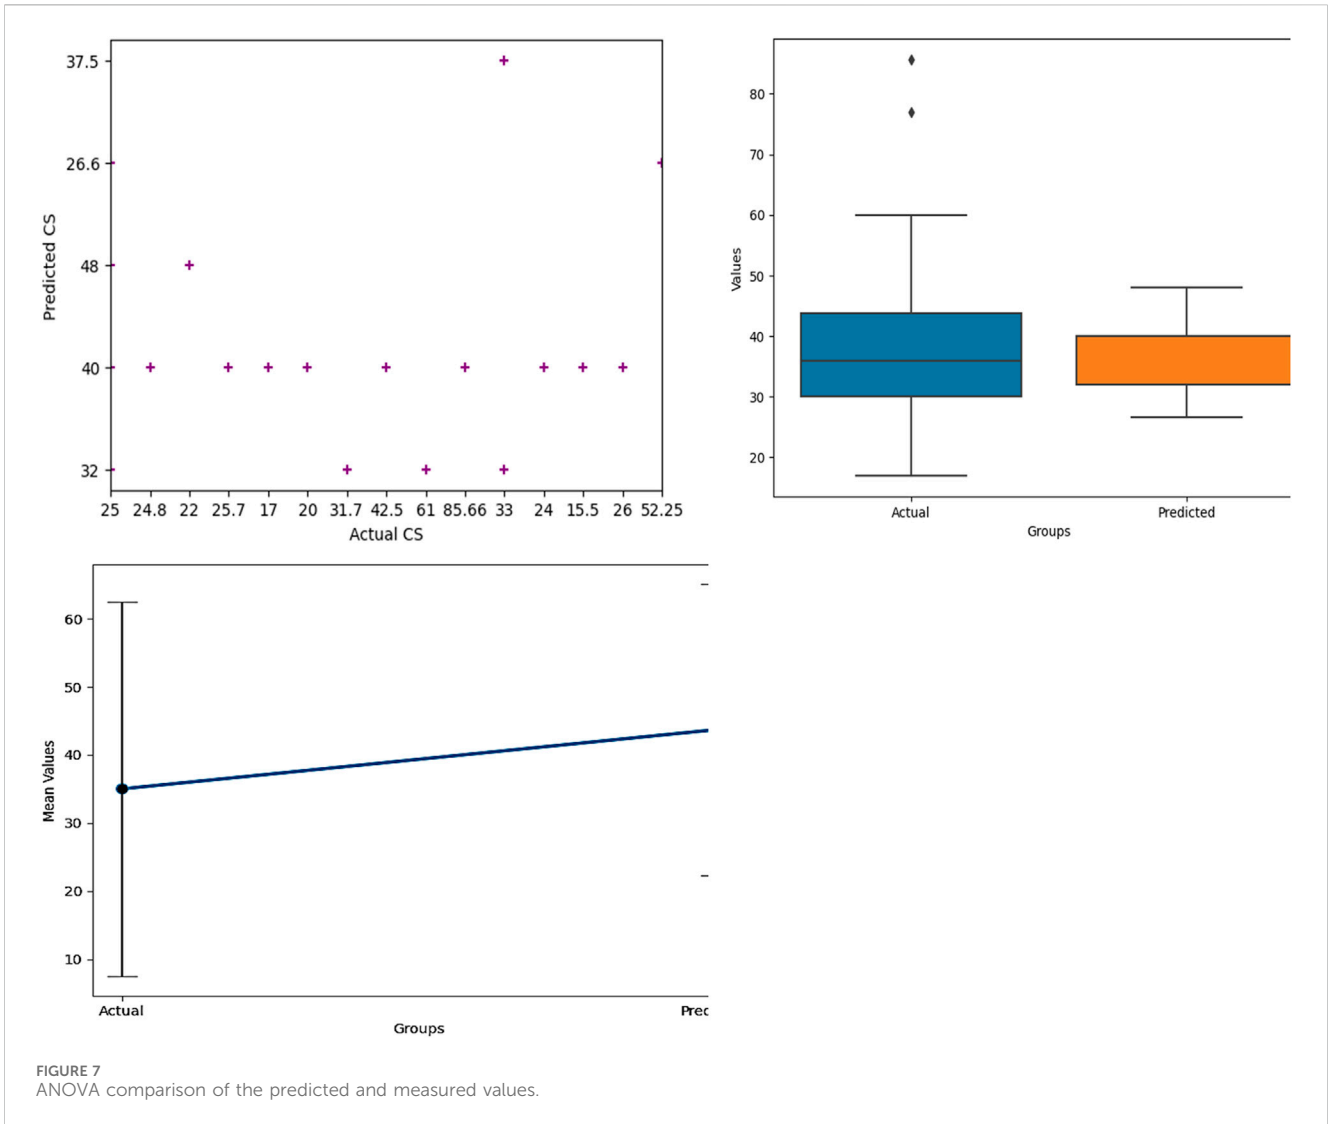 37.5
26.6
48
40
32
Predicted CS
25 24.8 22 25.7 17 20 31.7 42.5 61 85.66 33 24 15.5 26 52.25
Actual CS
80
70
60
50
40
30
20
Values
Actual Predicted
Groups
60
50
40
30
20
10
Mean Values
Actual Prec
Groups
FIGURE 7
ANOVA comparison of the predicted and measured values.